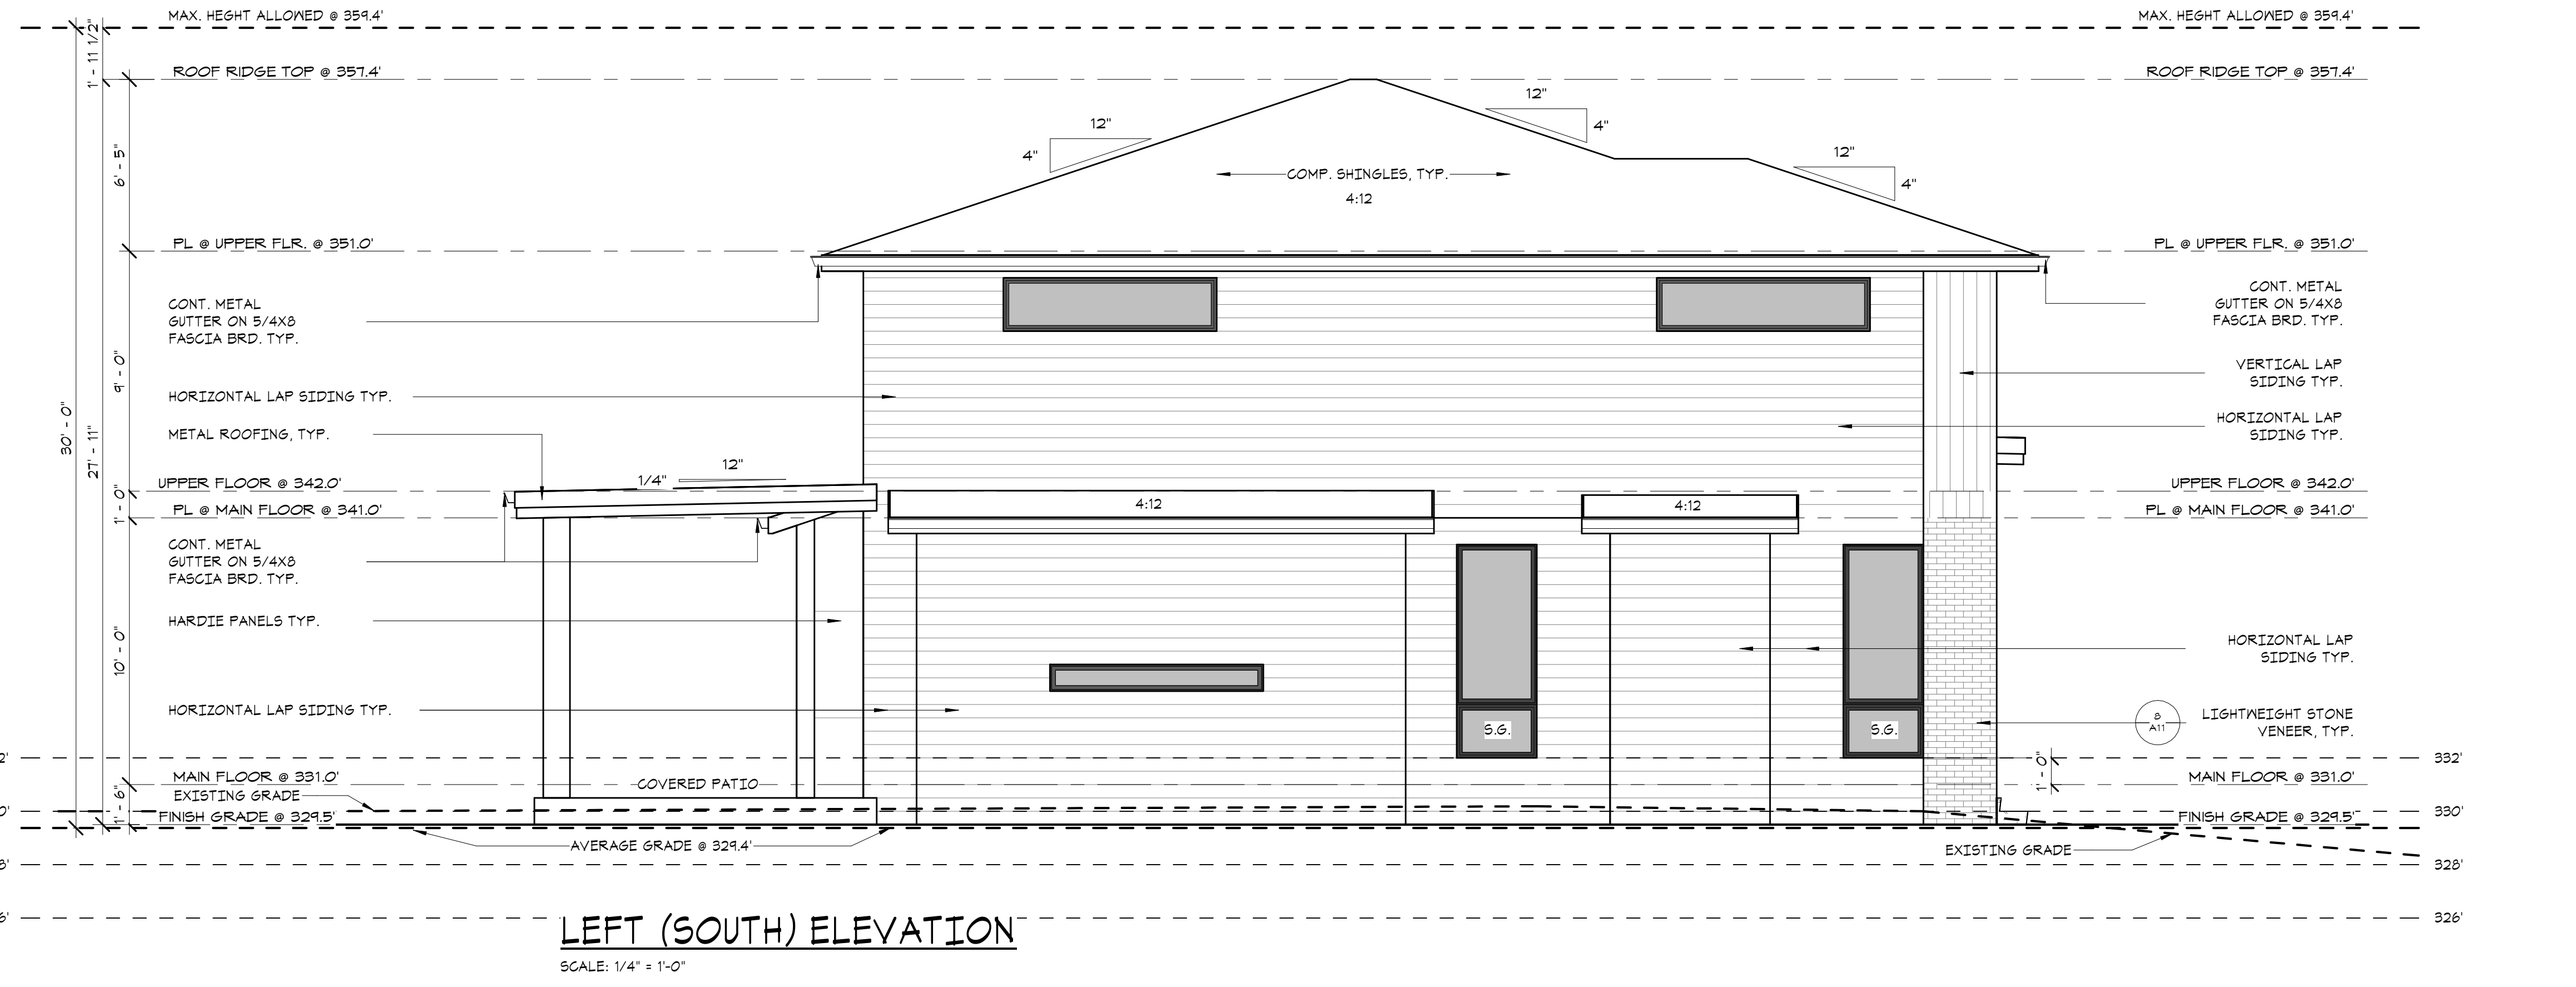 MAX. HEGHT ALLOWED @ 359.4'
MAX. HEGHT ALLOWED @ 359.4'
1' - 11 1/2"
ROOF RIDGE TOP @ 357.4'
ROOF RIDGE TOP @ 357.4'
12"
4"
12"
4"
12"
4"
6' - 5"
COMP. SHINGLES, TYP.
4:12
PL @ UPPER FLR. @ 351.0'
PL @ UPPER FLR. @ 351.0'
CONT. METAL
GUTTER ON 5/4X8
FASCIA BRD. TYP.
CONT. METAL
GUTTER ON 5/4X8
FASCIA BRD. TYP.
9' - 0"
VERTICAL LAP
SIDING TYP.
HORIZONTAL LAP SIDING TYP.
HORIZONTAL LAP
SIDING TYP.
30' - 0"
27' - 11"
METAL ROOFING, TYP.
12"
1/4"
UPPER FLOOR @ 342.0'
UPPER FLOOR @ 342.0'
1' - 0"
PL @ MAIN FLOOR @ 341.0'
PL @ MAIN FLOOR @ 341.0'
4:12
4:12
CONT. METAL
GUTTER ON 5/4X8
FASCIA BRD. TYP.
HARDIE PANELS TYP.
10' - 0"
HORIZONTAL LAP
SIDING TYP.
HORIZONTAL LAP SIDING TYP.
S.G.
S.G.
8
A11
LIGHTWEIGHT STONE
VENEER, TYP.
2'
332'
1' - 0"
MAIN FLOOR @ 331.0'
COVERED PATIO
MAIN FLOOR @ 331.0'
EXISTING GRADE
1' - 6"
0'
330'
FINISH GRADE @ 329.5'
FINISH GRADE @ 329.5'
AVERAGE GRADE @ 329.4'
EXISTING GRADE
8'
328'
6'
326'
LEFT (SOUTH) ELEVATION
SCALE: 1/4" = 1'-0"